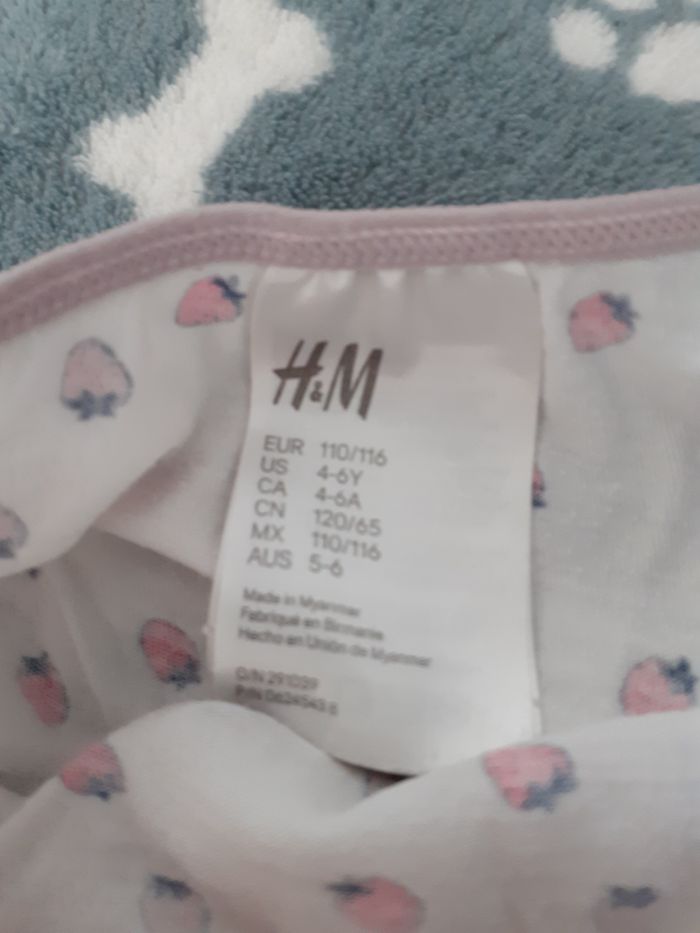 H&M
EUR 110/116
US 4-6Y
CA 4-6A
CN 120/65
MX 110/116
AUS 5-6
Made in Myanmar
Fabriqué en Birmanie
Hecho en Unión de Myanmar
O/N 291039
P/N